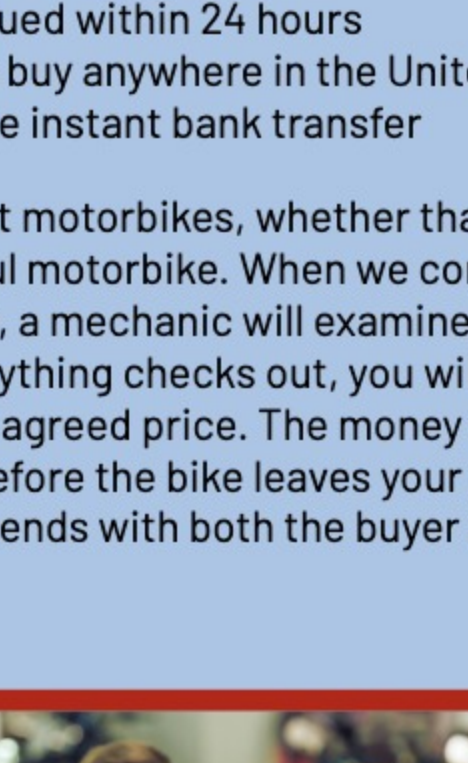 ued within 24 hours
buy anywhere in the Unite
e instant bank transfer
t motorbikes, whether tha
ul motorbike. When we co
, a mechanic will examine
ything checks out, you wi
agreed price. The money
efore the bike leaves your
ends with both the buyer